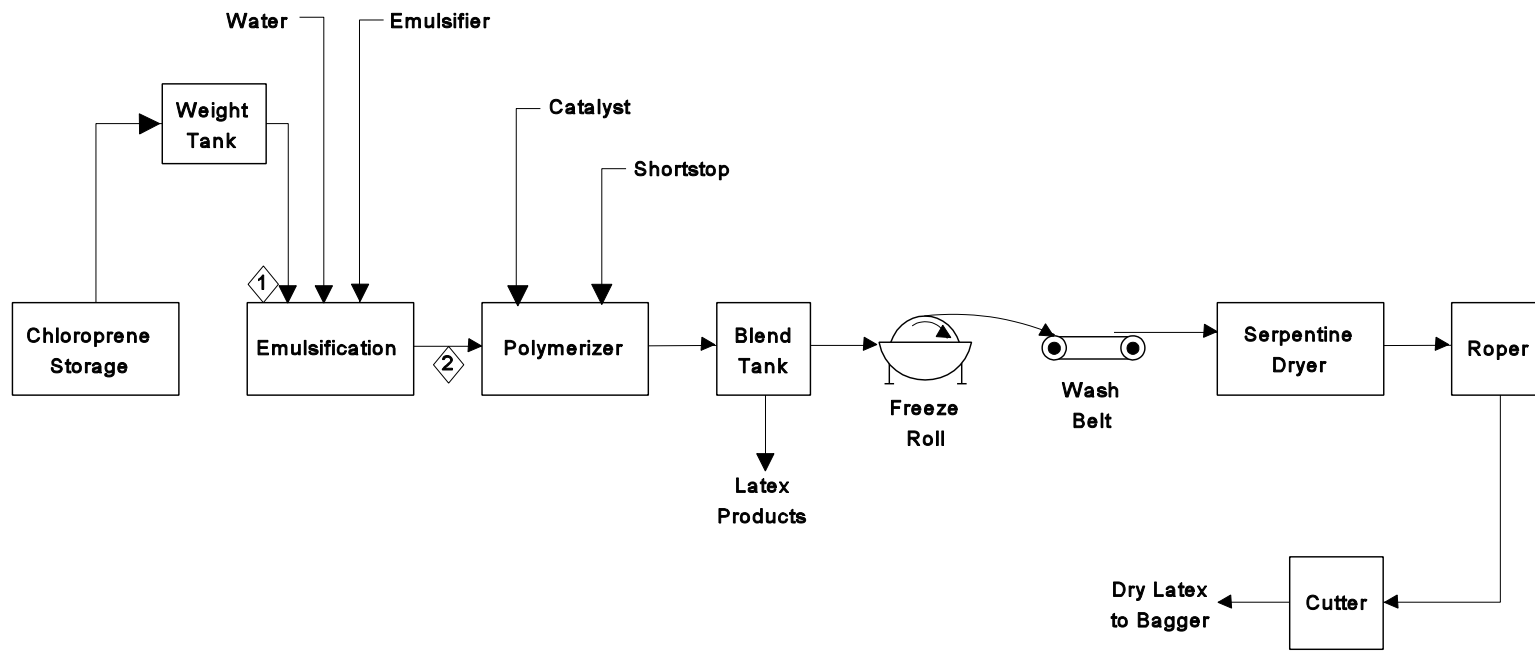 Water
Emulsifier
Weight
Tank
Catalyst
Shortstop
1
Chloroprene
Storage
Emulsification
2
Polymerizer
Blend
Tank
Latex
Products
Freeze
Roll
Wash
Belt
Serpentine
Dryer
Roper
Cutter
Dry Latex
to Bagger